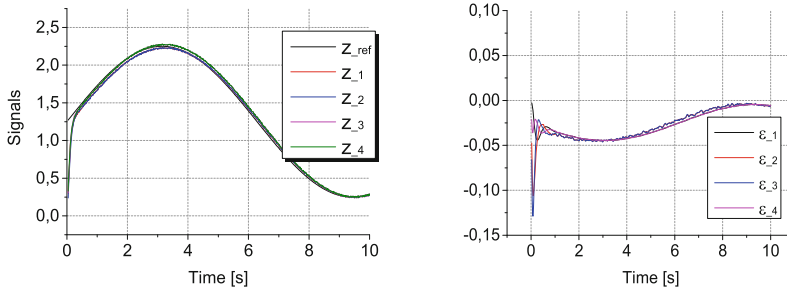 2,5
2,0
1,5
1,0
0,5
0,0
Signals
0
2
4
6
8
10
Time [s]
Z_ref
Z_1
Z_2
Z_3
Z_4
0,10
0,05
0,00
-0,05
-0,10
-0,15
0
2
4
6
8
10
Time [s]
ε_1
ε_2
ε_3
ε_4